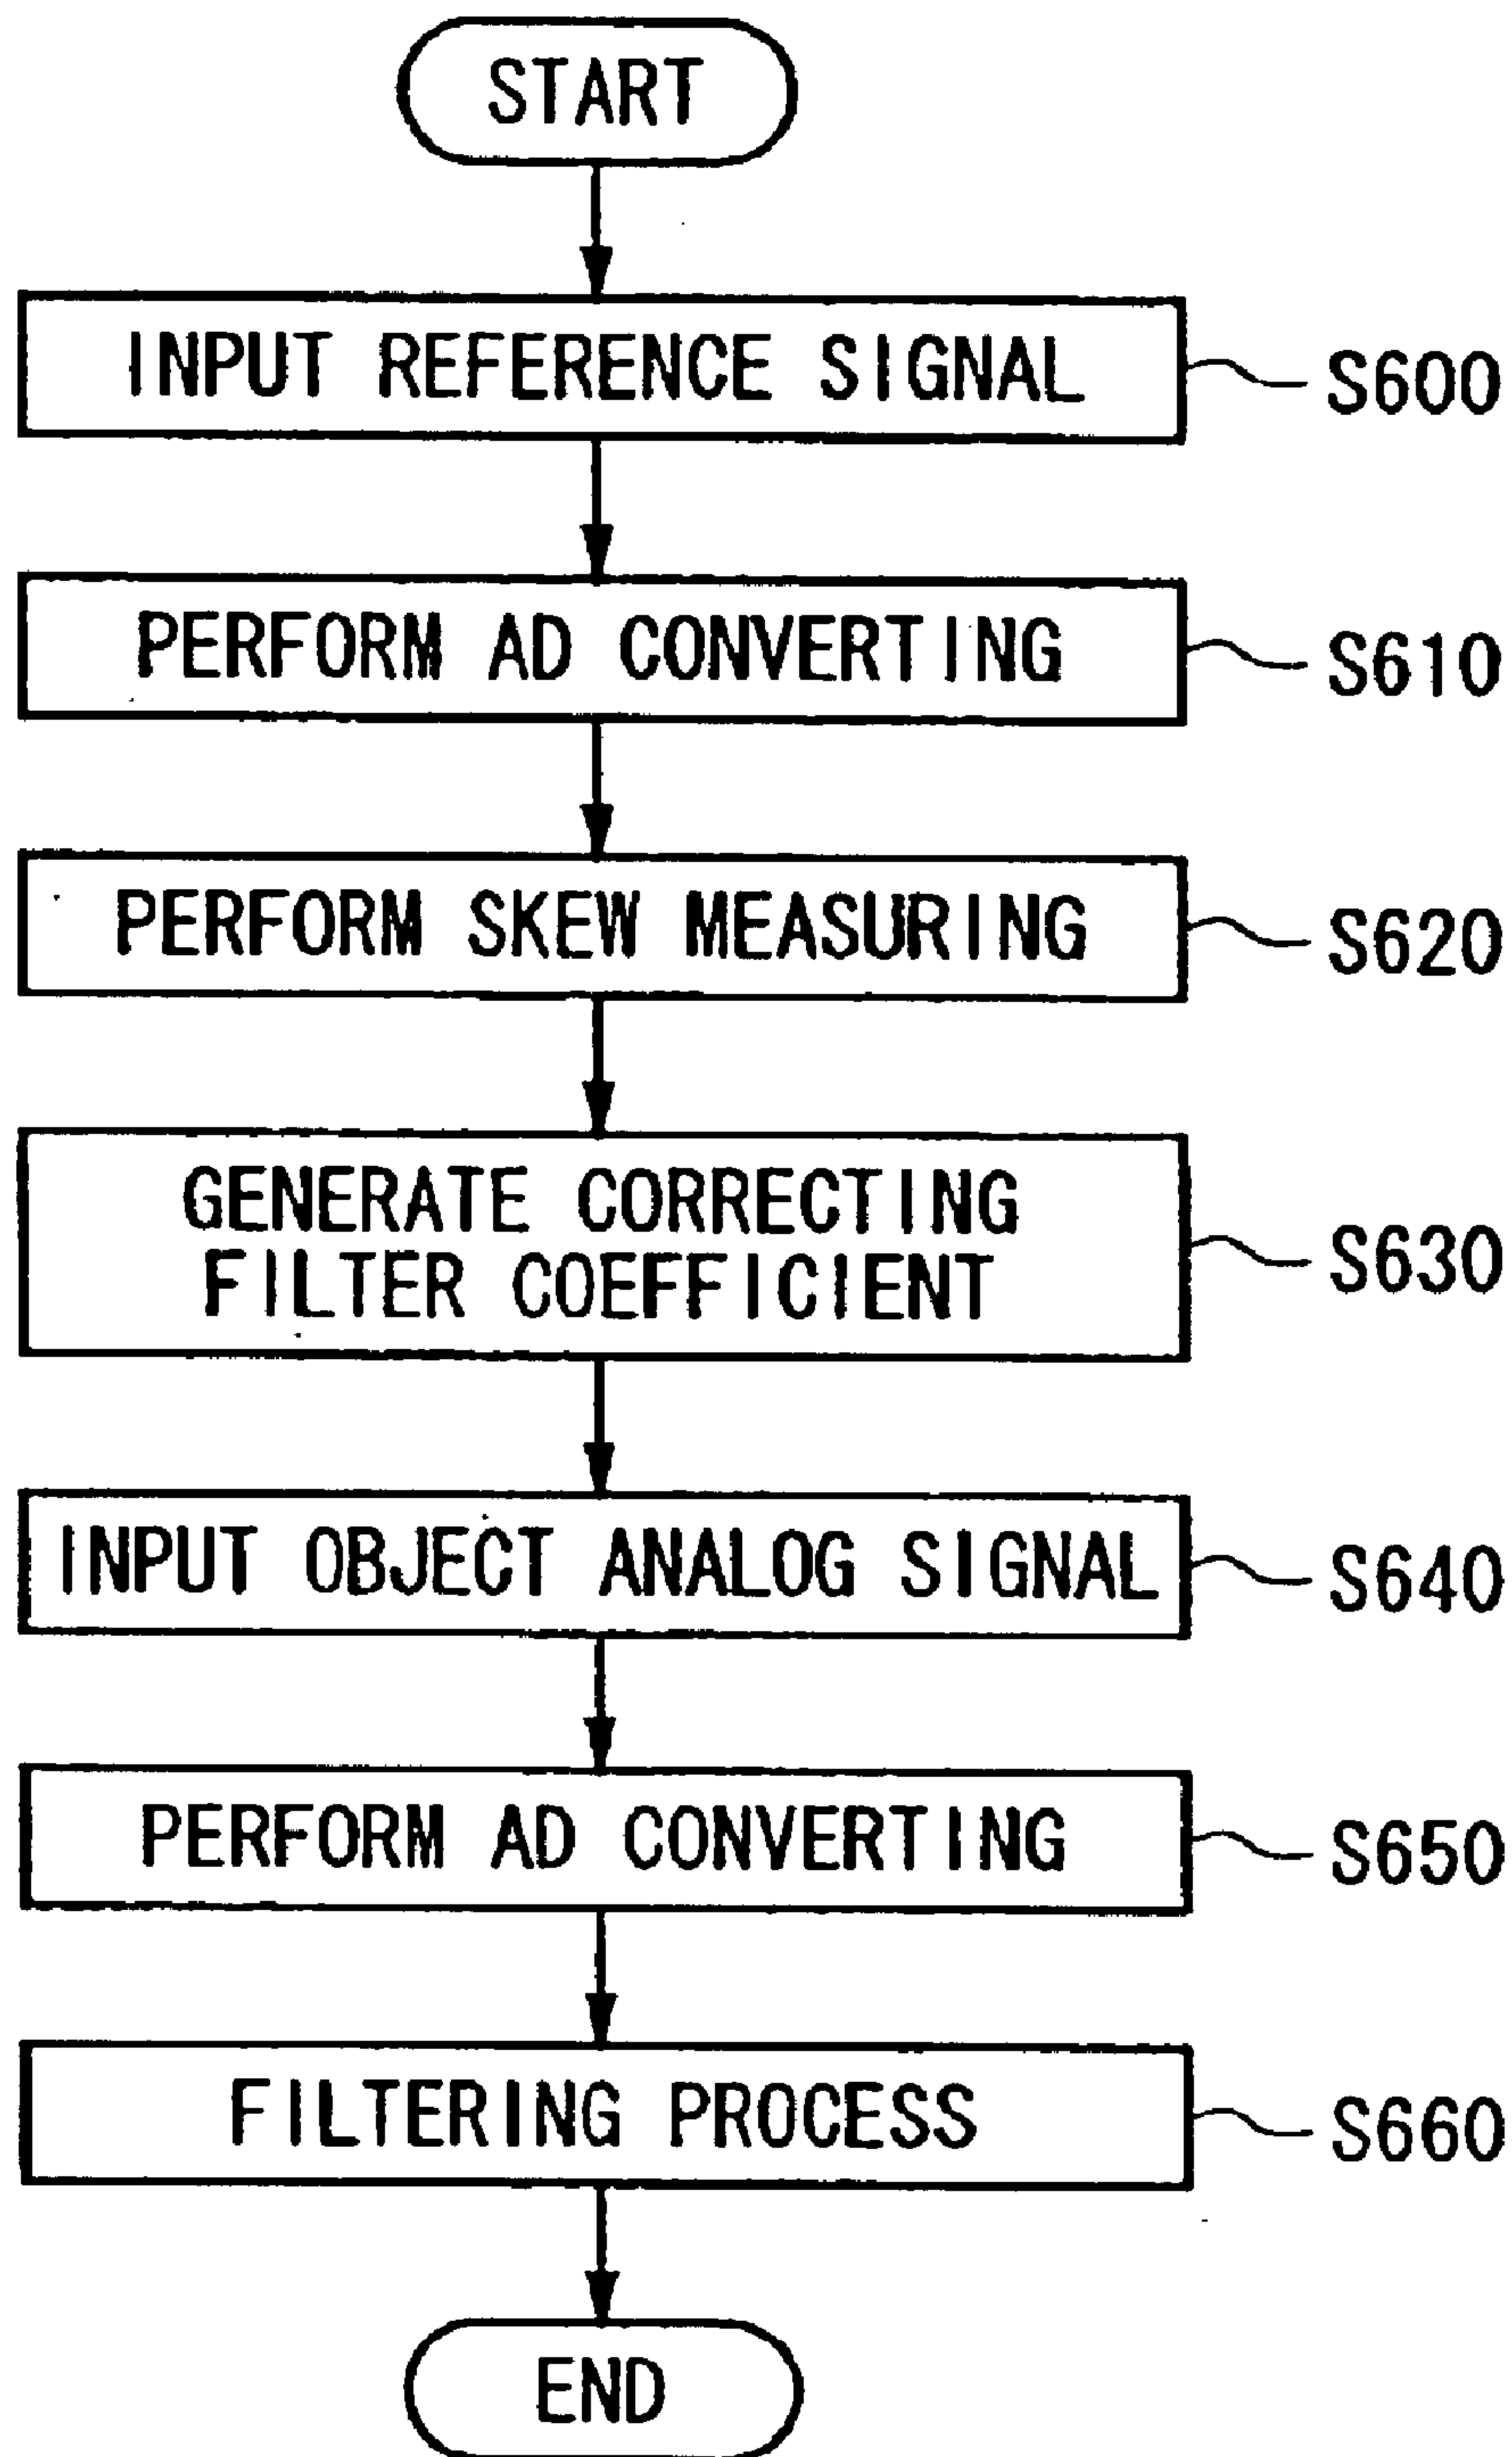 START
INPUT REFERENCE SIGNAL S600
PERFORM AD CONVERTING S610
PERFORM SKEW MEASURING S620
GENERATE CORRECTING
FILTER COEFFICIENT S630
INPUT OBJECT ANALOG SIGNAL S640
PERFORM AD CONVERTING S650
FILTERING PROCESS S660
END